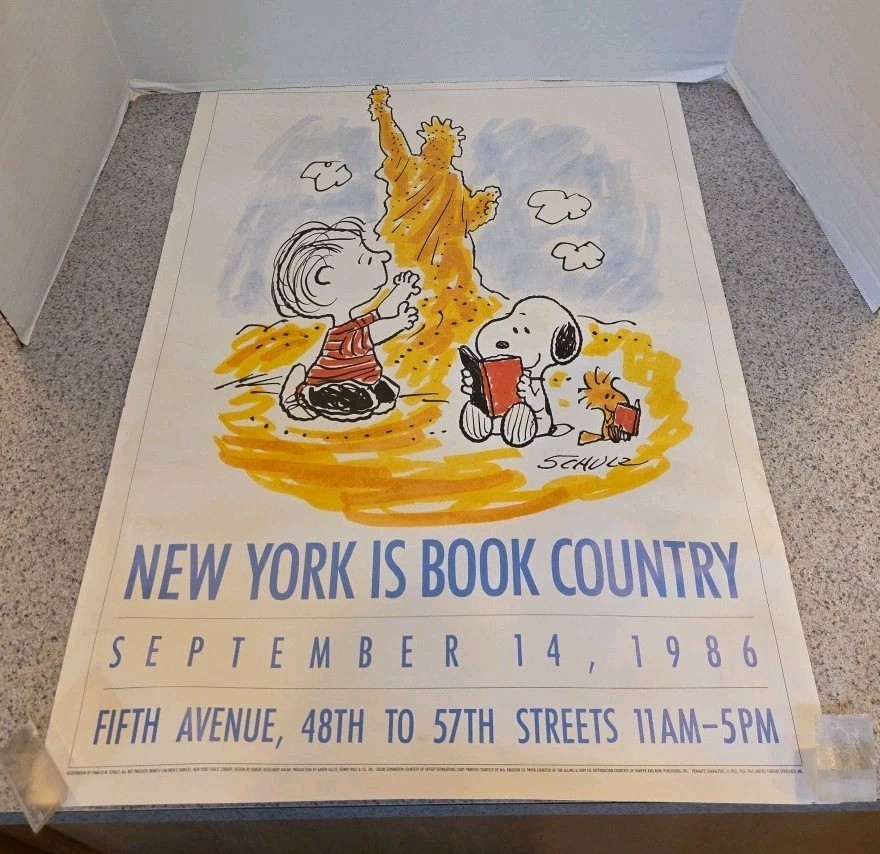 SCHULZ
NEW YORK IS BOOK COUNTRY
SEPTEMBER 14, 1986
FIFTH AVENUE, 48TH TO 57TH STREETS 11AM–5PM